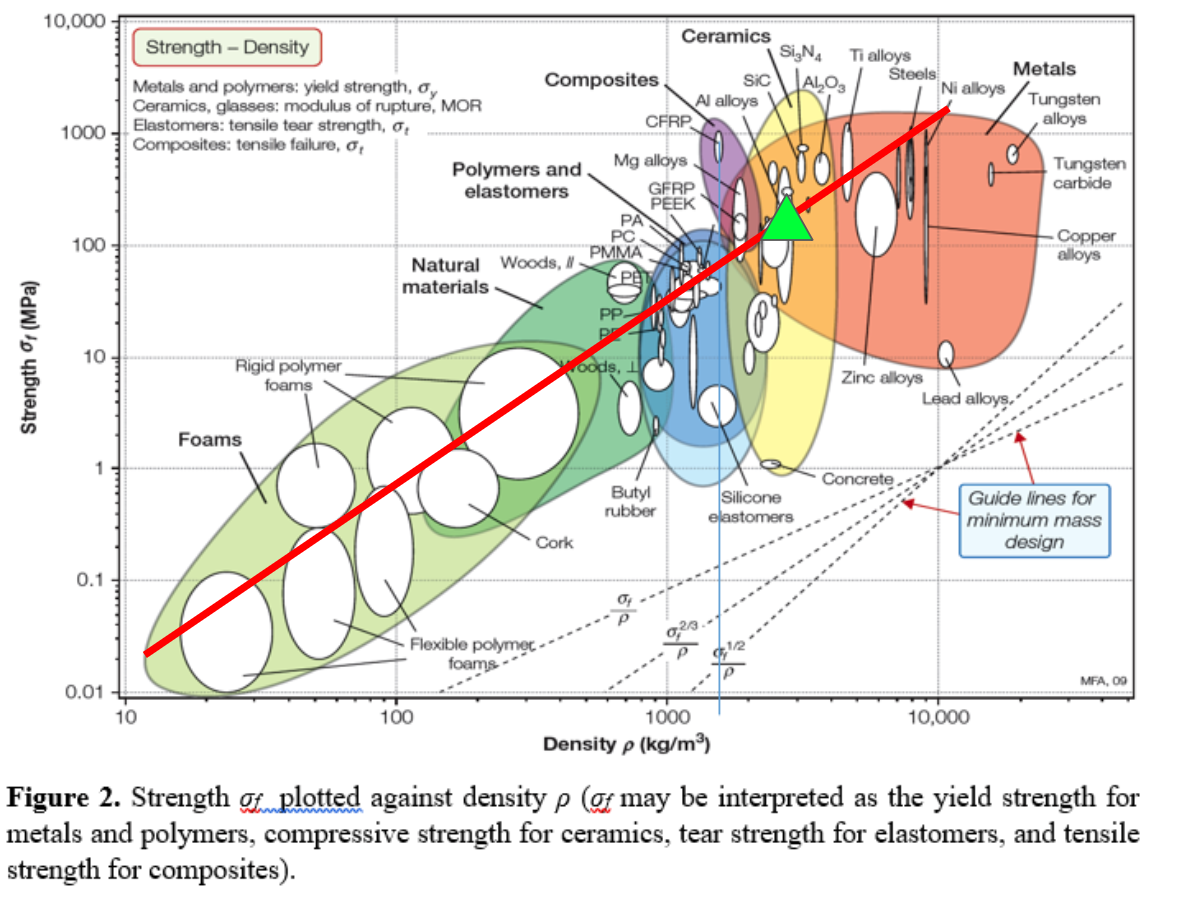 10,000
Strength – Density
Metals and polymers: yield strength, σy
Ceramics, glasses: modulus of rupture, MOR
Elastomers: tensile tear strength, σt
Composites: tensile failure, σt
Ceramics
Si3N4
Ti alloys
Composites
SiC
Al2O3
Steels
Metals
Al alloys
Ni alloys
Tungsten
alloys
CFRP
1000
Mg alloys
Polymers and
elastomers
Tungsten
carbide
GFRP
PEEK
PA
PC
PMMA
100
Copper
alloys
Natural
materials
Woods, //
PET
PP
PE
Strength σf (MPa)
10
Rigid polymer
foams
Woods, ⊥
Zinc alloys
Lead alloys
Foams
1
Concrete
Butyl
rubber
Silicone
elastomers
Guide lines for
minimum mass
design
Cork
0.1
σf/ρ
σf2/3/ρ
σf1/2/ρ
Flexible polymer
foams
MFA, 09
0.01
10
100
1000
10,000
Density ρ (kg/m3)
Figure 2. Strength σf plotted against density ρ (σf may be interpreted as the yield strength for
metals and polymers, compressive strength for ceramics, tear strength for elastomers, and tensile
strength for composites).